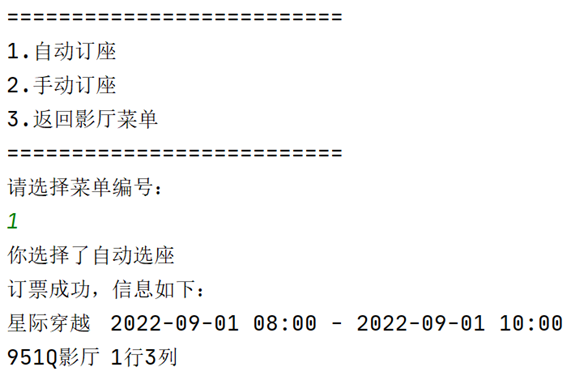 ==========================
1.自动订座
2.手动订座
3.返回影厅菜单
==========================
请选择菜单编号：
1
你选择了自动选座
订票成功，信息如下：
星际穿越 2022-09-01 08:00 - 2022-09-01 10:00
951Q影厅 1行3列